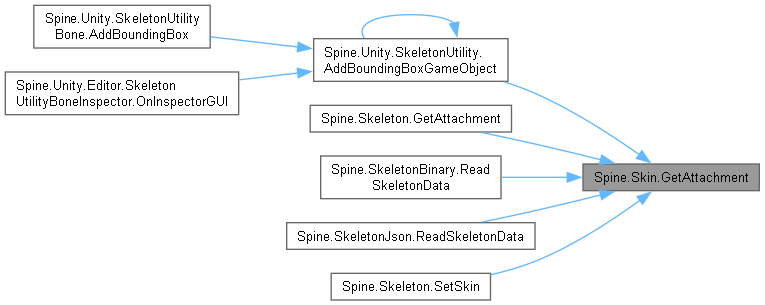 Spine.Unity.SkeletonUtility
Bone.AddBoundingBox
Spine.Unity.Editor.Skeleton
UtilityBoneInspector.OnInspectorGUI
Spine.Unity.SkeletonUtility.
AddBoundingBoxGameObject
Spine.Skeleton.GetAttachment
Spine.SkeletonBinary.Read
SkeletonData
Spine.SkeletonJson.ReadSkeletonData
Spine.Skeleton.SetSkin
Spine.Skin.GetAttachment